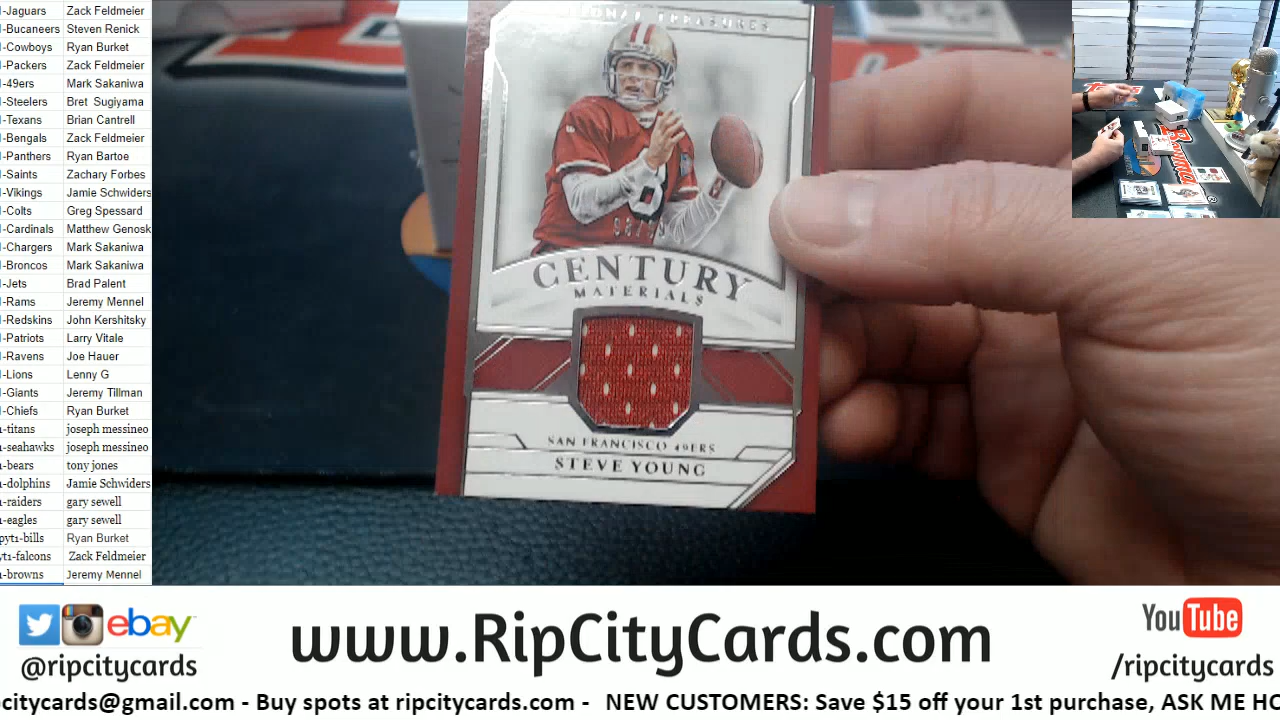 -Jaguars Zack Feldmeier
-Bucaneers Steven Renick
-Cowboys Ryan Burket
-Packers Zack Feldmeier
-49ers Mark Sakaniwa
-Steelers Bret Sugiyama
-Texans Brian Cantrell
-Bengals Zack Feldmeier
-Panthers Ryan Bartoe
-Saints Zachary Forbes
-Vikings Jamie Schwiders
-Colts Greg Spessard
-Cardinals Matthew Genosk
-Chargers Mark Sakaniwa
-Broncos Mark Sakaniwa
-Jets Brad Palent
-Rams Jeremy Mennel
-Redskins John Kershitsky
-Patriots Larry Vitale
-Ravens Joe Hauer
-Lions Lenny G
-Giants Jeremy Tillman
-Chiefs Ryan Burket
-titans joseph messineo
-seahawks joseph messineo
-bears tony jones
-dolphins Jamie Schwiders
-raiders gary sewell
-eagles gary sewell
pyt1-bills Ryan Burket
yt1-falcons Zack Feldmeier
1-browns Jeremy Mennel
TREASURES
8
CENTURY
MATERIALS
SAN FRANCISCO 49ERS
STEVE YOUNG
ebay
@ripcitycards
www.RipCityCards.com
YouTube
/ripcitycards
citycards@gmail.com - Buy spots at ripcitycards.com - NEW CUSTOMERS: Save $15 off your 1st purchase, ASK ME HO